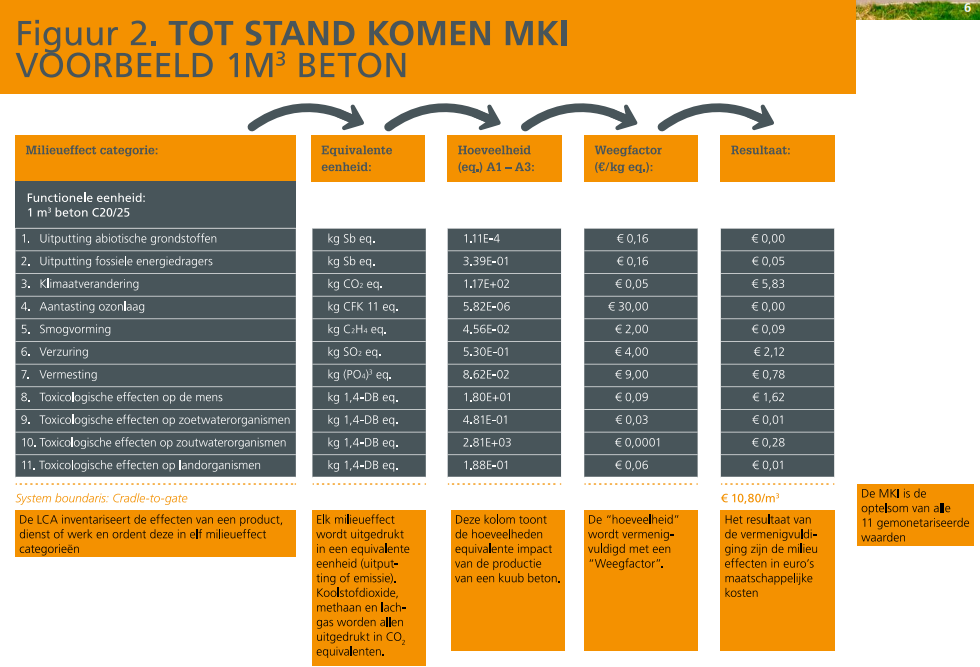 6
Figuur 2. TOT STAND KOMEN MKI
VOORBEELD 1M³ BETON
Milieueffect categorie:
Equivalente
eenheid:
Hoeveelheid
(eq.) A1 – A3:
Weegfactor
(€/kg eq.):
Resultaat:
Functionele eenheid:
1 m³ beton C20/25
1. Uitputting abiotische grondstoffen kg Sb eq. 1.11E-4 € 0,16 € 0,00
2. Uitputting fossiele energiedragers kg Sb eq. 3.39E-01 € 0,16 € 0,05
3. Klimaatverandering kg CO₂ eq. 1.17E+02 € 0,05 € 5,83
4. Aantasting ozonlaag kg CFK 11 eq. 5.82E-06 € 30,00 € 0,00
5. Smogvorming kg C₂H₄ eq. 4.56E-02 € 2,00 € 0,09
6. Verzuring kg SO₂ eq. 5.30E-01 € 4,00 € 2,12
7. Vermesting kg (PO₄)³ eq. 8.62E-02 € 9,00 € 0,78
8. Toxicologische effecten op de mens kg 1,4-DB eq. 1.80E+01 € 0,09 € 1,62
9. Toxicologische effecten op zoetwaterorganismen kg 1,4-DB eq. 4.81E-01 € 0,03 € 0,01
10. Toxicologische effecten op zoutwaterorganismen kg 1,4-DB eq. 2.81E+03 € 0,0001 € 0,28
11. Toxicologische effecten op landorganismen kg 1,4-DB eq. 1.88E-01 € 0,06 € 0,01
System boundaris: Cradle-to-gate
€ 10,80/m³
De LCA inventariseert de effecten van een product,
dienst of werk en ordent deze in elf milieueffect
categorieën
Elk milieueffect
wordt uitgedrukt
in een equivalente
eenheid (uitput-
ting of emissie).
Koolstofdioxide,
methaan en lach-
gas worden allen
uitgedrukt in CO₂
equivalenten.
Deze kolom toont
de hoeveelheden
equivalente impact
van de productie
van een kuub beton.
De “hoeveelheid”
wordt vermenig-
vuldigd met een
“Weegfactor”.
Het resultaat van
de vermenigvuldi-
ging zijn de milieu
effecten in euro’s
maatschappelijke
kosten
De MKI is de
optelsom van alle
11 gemonetariseerde
waarden